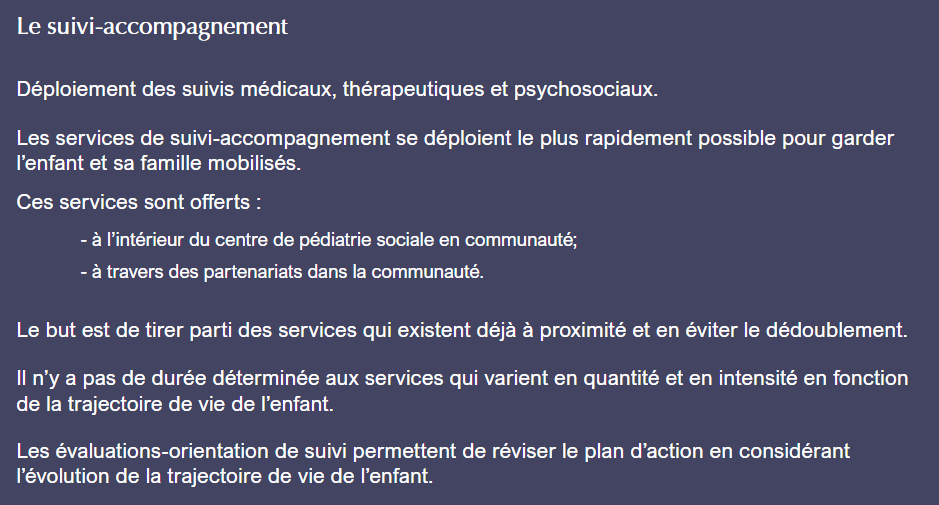 Le suivi-accompagnement
Déploiement des suivis médicaux, thérapeutiques et psychosociaux.
Les services de suivi-accompagnement se déploient le plus rapidement possible pour garder
l’enfant et sa famille mobilisés.
Ces services sont offerts :
- à l’intérieur du centre de pédiatrie sociale en communauté;
- à travers des partenariats dans la communauté.
Le but est de tirer parti des services qui existent déjà à proximité et en éviter le dédoublement.
Il n’y a pas de durée déterminée aux services qui varient en quantité et en intensité en fonction
de la trajectoire de vie de l’enfant.
Les évaluations-orientation de suivi permettent de réviser le plan d’action en considérant
l’évolution de la trajectoire de vie de l’enfant.